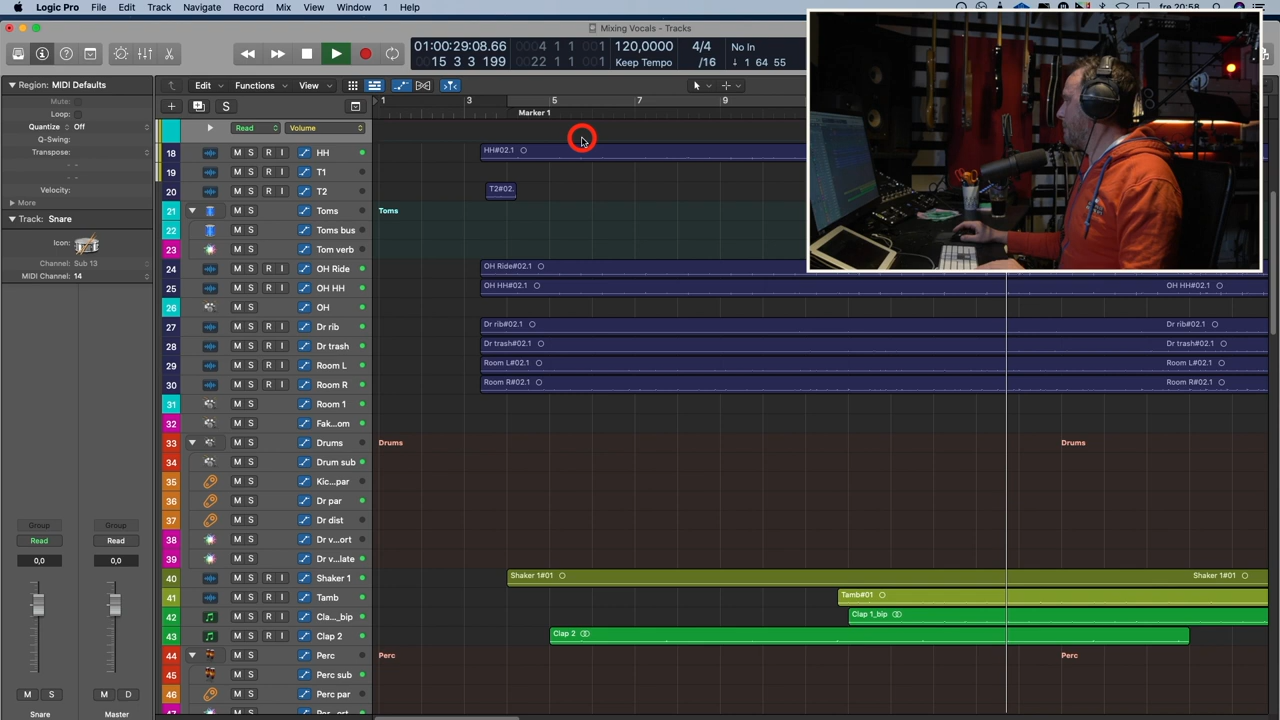 Logic Pro File Edit Track Navigate Record Mix View Window 1 Help fre 20:58
Mixing Vocals - Tracks
01:00:29:08.66 4 1 1 1 120,0000 4/4 No In
15 3 3 199 22 1 1 1 Keep Tempo /16 1 64 55
Region: MIDI Defaults
Edit Functions View
Mute:
Loop:
Quantize Off
Q-Swing:
Transpose:
Velocity:
More
Track: Snare
Icon:
Channel: Sub 13
MIDI Channel: 14
Group Group
Read Read
0,0 0,0
M S M D
Snare Master
S
1 3 5 7 9
Marker 1
Read Volume
18 M S R I HH HH#02.1
19 M S R I T1
20 M S R I T2 T2#02.
21 M S Toms Toms
22 M S Toms bus
23 M S Tom verb
24 M S R I OH Ride OH Ride#02.1
25 M S R I OH HH OH HH#02.1 OH HH#02.1
26 M S OH
27 M S R I Dr rib Dr rib#02.1 Dr rib#02.1
28 M S R I Dr trash Dr trash#02.1 Dr trash#02.1
29 M S R I Room L Room L#02.1 Room L#02.1
30 M S R I Room R Room R#02.1 Room R#02.1
31 M S Room 1
32 M S Fak...om
33 M S Drums Drums Drums
34 M S Drum sub
35 M S Kic...par
36 M S Dr par
37 M S Dr dist
38 M S Dr v...ort
39 M S Dr v...late
40 M S R I Shaker 1 Shaker 1#01 Shaker 1#01
41 M S R I Tamb Tamb#01
42 M S R I Cla..._bip Clap 1_bip
43 M S R I Clap 2 Clap 2
44 M S Perc Perc Perc
45 M S Perc sub
46 M S Perc par